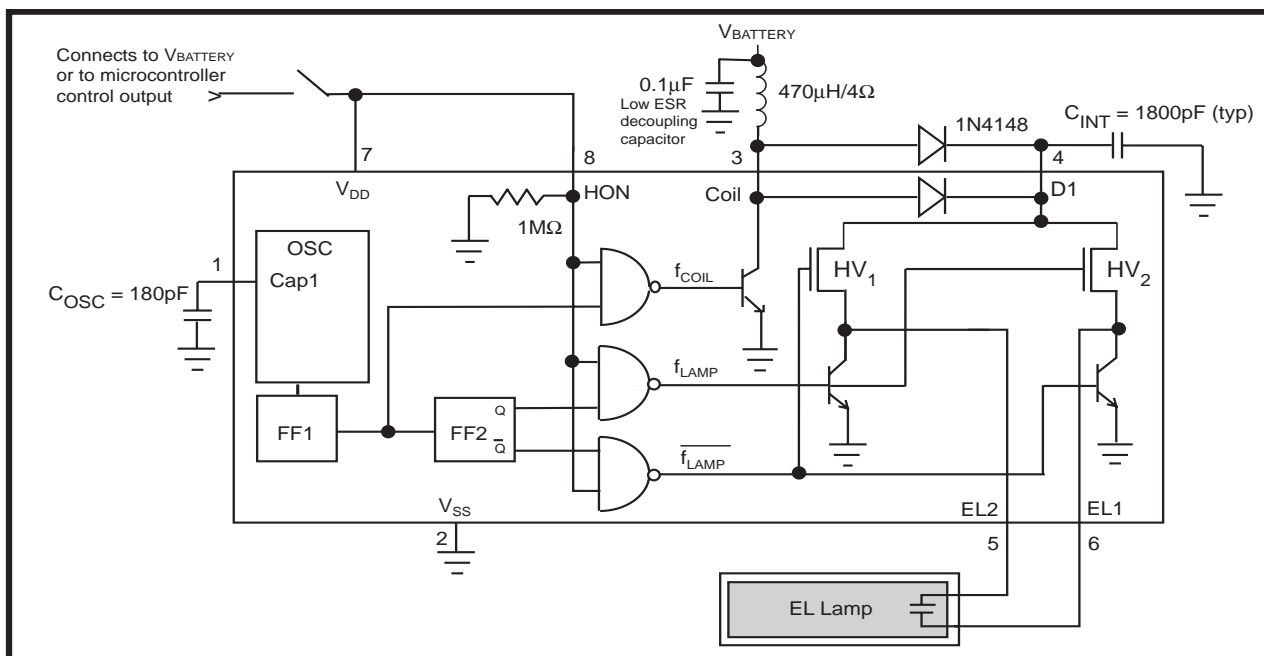 Connects to VBATTERY
or to microcontroller
control output
VBATTERY
0.1µF
Low ESR
decoupling
capacitor
470µH/4Ω
1N4148
CINT = 1800pF (typ)
7
8
3
4
VDD
HON
Coil
D1
1MΩ
OSC
Cap1
1
COSC = 180pF
fCOIL
HV1
HV2
fLAMP
FF1
FF2
Q
Q̅
f̅L̅A̅M̅P̅
VSS
2
EL2
EL1
5
6
EL Lamp